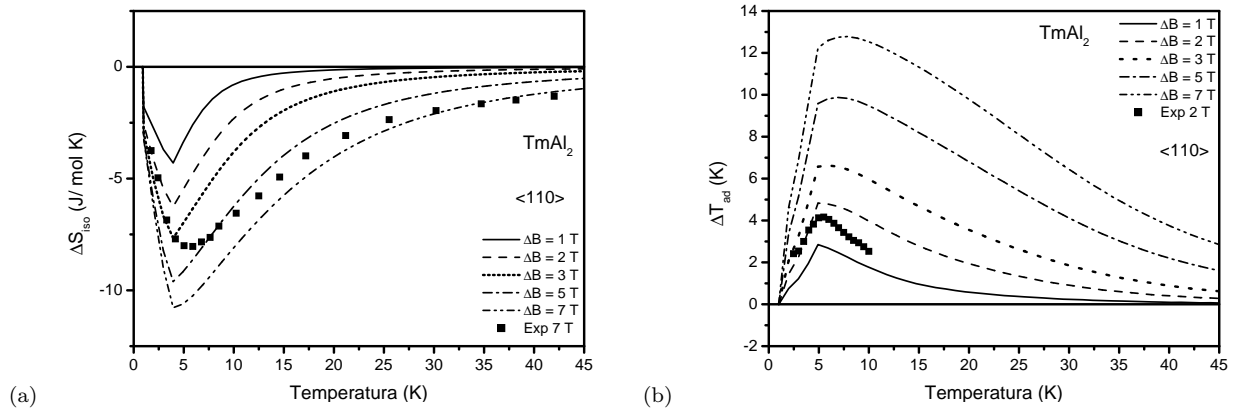 0
-5
-10
0 5 10 15 20 25 30 35 40 45
ΔS_iso (J/ mol K)
Temperatura (K)
TmAl₂
<110>
ΔB = 1 T
ΔB = 2 T
ΔB = 3 T
ΔB = 5 T
ΔB = 7 T
Exp 7 T
(a)
14
12
10
8
6
4
2
0
-2
0 5 10 15 20 25 30 35 40 45
ΔT_ad (K)
Temperatura (K)
TmAl₂
ΔB = 1 T
ΔB = 2 T
ΔB = 3 T
ΔB = 5 T
ΔB = 7 T
Exp 2 T
<110>
(b)